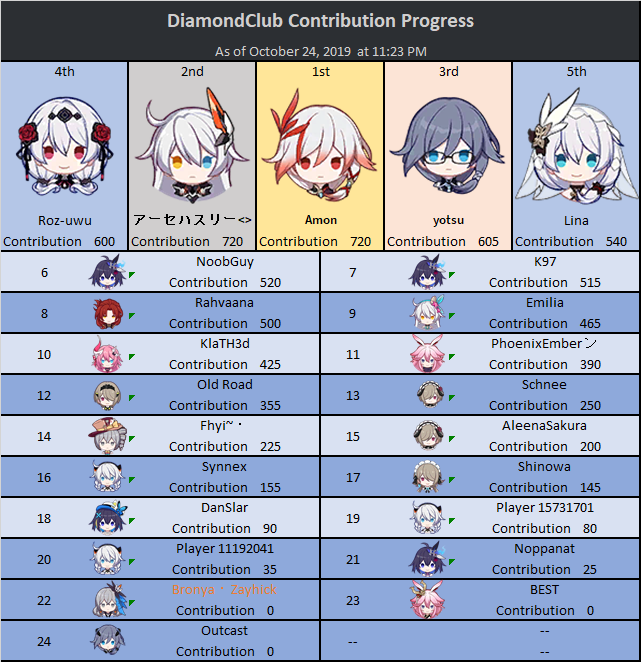 DiamondClub Contribution Progress
As of October 24, 2019 at 11:23 PM
4th 2nd 1st 3rd 5th
Roz-uwu アーセハスリー<> Amon yotsu Lina
Contribution 600 Contribution 720 Contribution 720 Contribution 605 Contribution 540
6 NoobGuy
Contribution 520
7 K97
Contribution 515
8 Rahvaana
Contribution 500
9 Emilia
Contribution 465
10 KlaTH3d
Contribution 425
11 PhoenixEmberン
Contribution 390
12 Old Road
Contribution 355
13 Schnee
Contribution 250
14 Fhyi~・
Contribution 225
15 AleenaSakura
Contribution 200
16 Synnex
Contribution 155
17 Shinowa
Contribution 145
18 DanSlar
Contribution 90
19 Player 15731701
Contribution 80
20 Player 11192041
Contribution 35
21 Noppanat
Contribution 25
22 Bronya・Zayhick
Contribution 0
23 BEST
Contribution 0
24 Outcast
Contribution 0
-- --
--